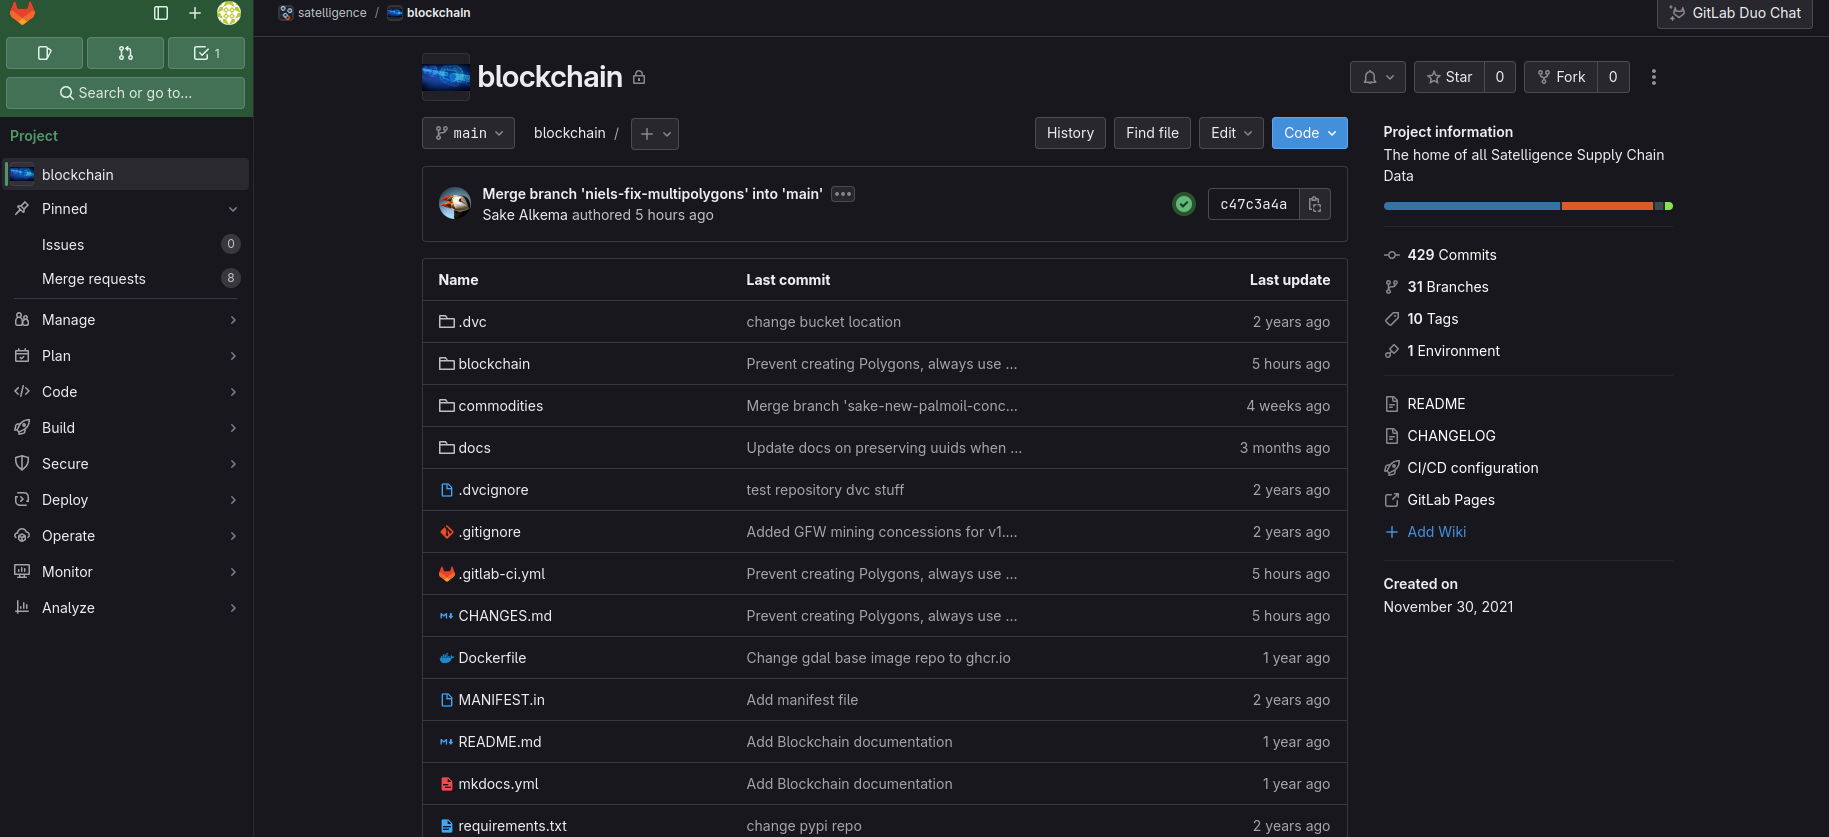 satelligence / blockchain
GitLab Duo Chat
1
Search or go to...
Project
blockchain
Pinned
Issues 0
Merge requests 8
Manage
Plan
Code
Build
Secure
Deploy
Operate
Monitor
Analyze
blockchain
Star 0
Fork 0
main
blockchain /
History
Find file
Edit
Code
Merge branch 'niels-fix-multipolygons' into 'main'
Sake Alkema authored 5 hours ago
c47c3a4a
Name Last commit Last update
.dvc change bucket location 2 years ago
blockchain Prevent creating Polygons, always use ... 5 hours ago
commodities Merge branch 'sake-new-palmoil-conc... 4 weeks ago
docs Update docs on preserving uuids when ... 3 months ago
.dvcignore test repository dvc stuff 2 years ago
.gitignore Added GFW mining concessions for v1.... 2 years ago
.gitlab-ci.yml Prevent creating Polygons, always use ... 5 hours ago
CHANGES.md Prevent creating Polygons, always use ... 5 hours ago
Dockerfile Change gdal base image repo to ghcr.io 1 year ago
MANIFEST.in Add manifest file 2 years ago
README.md Add Blockchain documentation 1 year ago
mkdocs.yml Add Blockchain documentation 1 year ago
requirements.txt change pypi repo 2 years ago
Project information
The home of all Satelligence Supply Chain
Data
429 Commits
31 Branches
10 Tags
1 Environment
README
CHANGELOG
CI/CD configuration
GitLab Pages
Add Wiki
Created on
November 30, 2021